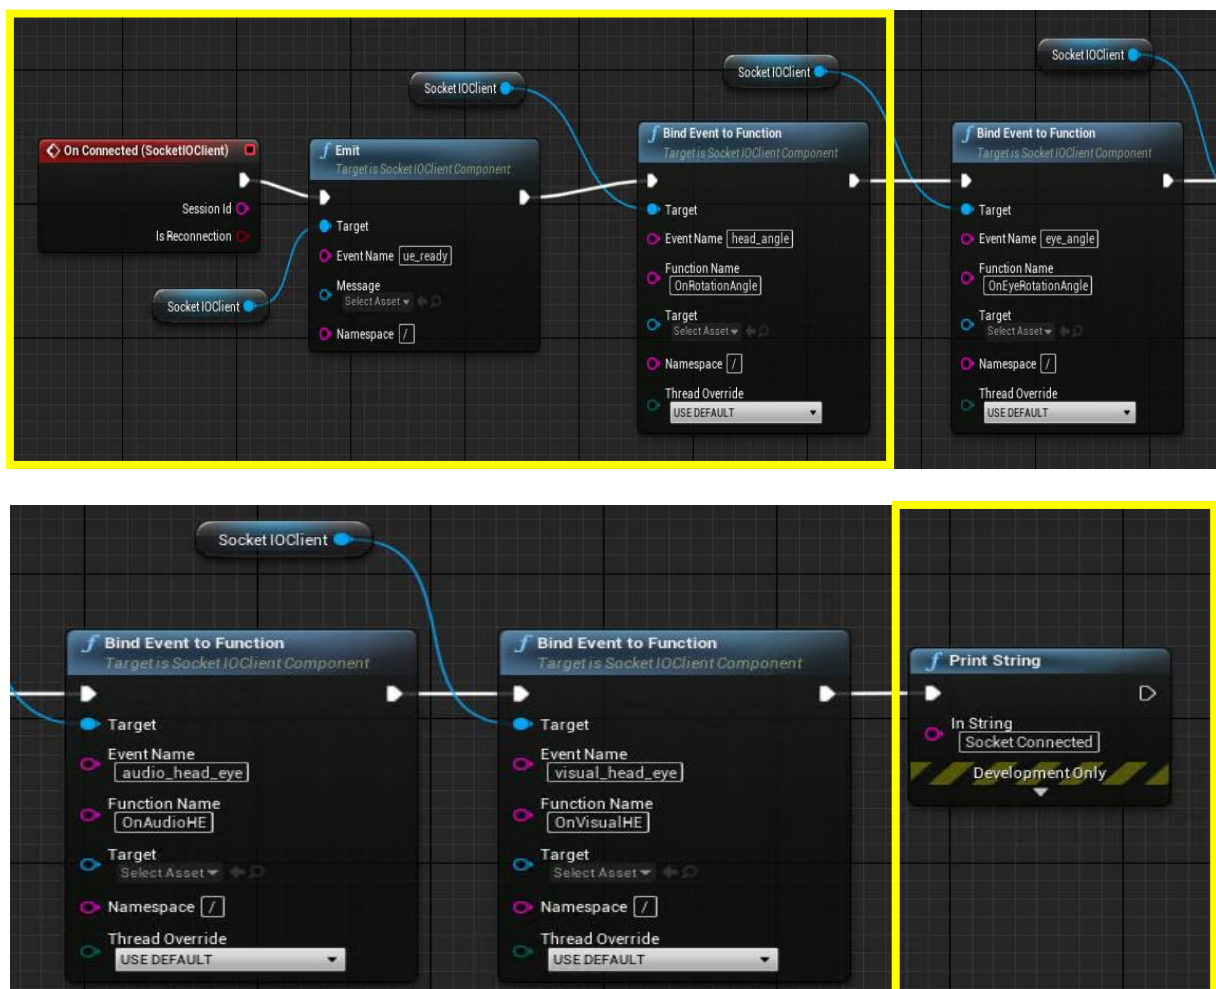 Socket IOClient
Socket IOClient
Socket IOClient
On Connected (SocketIOClient)
Session Id
Is Reconnection
Socket IOClient
f Emit
Target is Socket IOClient Component
Target
Event Name ue_ready
Message
Select Asset
Namespace /
f Bind Event to Function
Target is Socket IOClient Component
Target
Event Name head_angle
Function Name
OnRotationAngle
Target
Select Asset
Namespace /
Thread Override
USE DEFAULT
f Bind Event to Function
Target is Socket IOClient Component
Target
Event Name eye_angle
Function Name
OnEyeRotationAngle
Target
Select Asset
Namespace /
Thread Override
USE DEFAULT
Socket IOClient
f Bind Event to Function
Target is Socket IOClient Component
Target
Event Name
audio_head_eye
Function Name
OnAudioHE
Target
Select Asset
Namespace /
Thread Override
USE DEFAULT
f Bind Event to Function
Target is Socket IOClient Component
Target
Event Name
visual_head_eye
Function Name
OnVisualHE
Target
Select Asset
Namespace /
Thread Override
USE DEFAULT
f Print String
In String
Socket Connected
Development Only